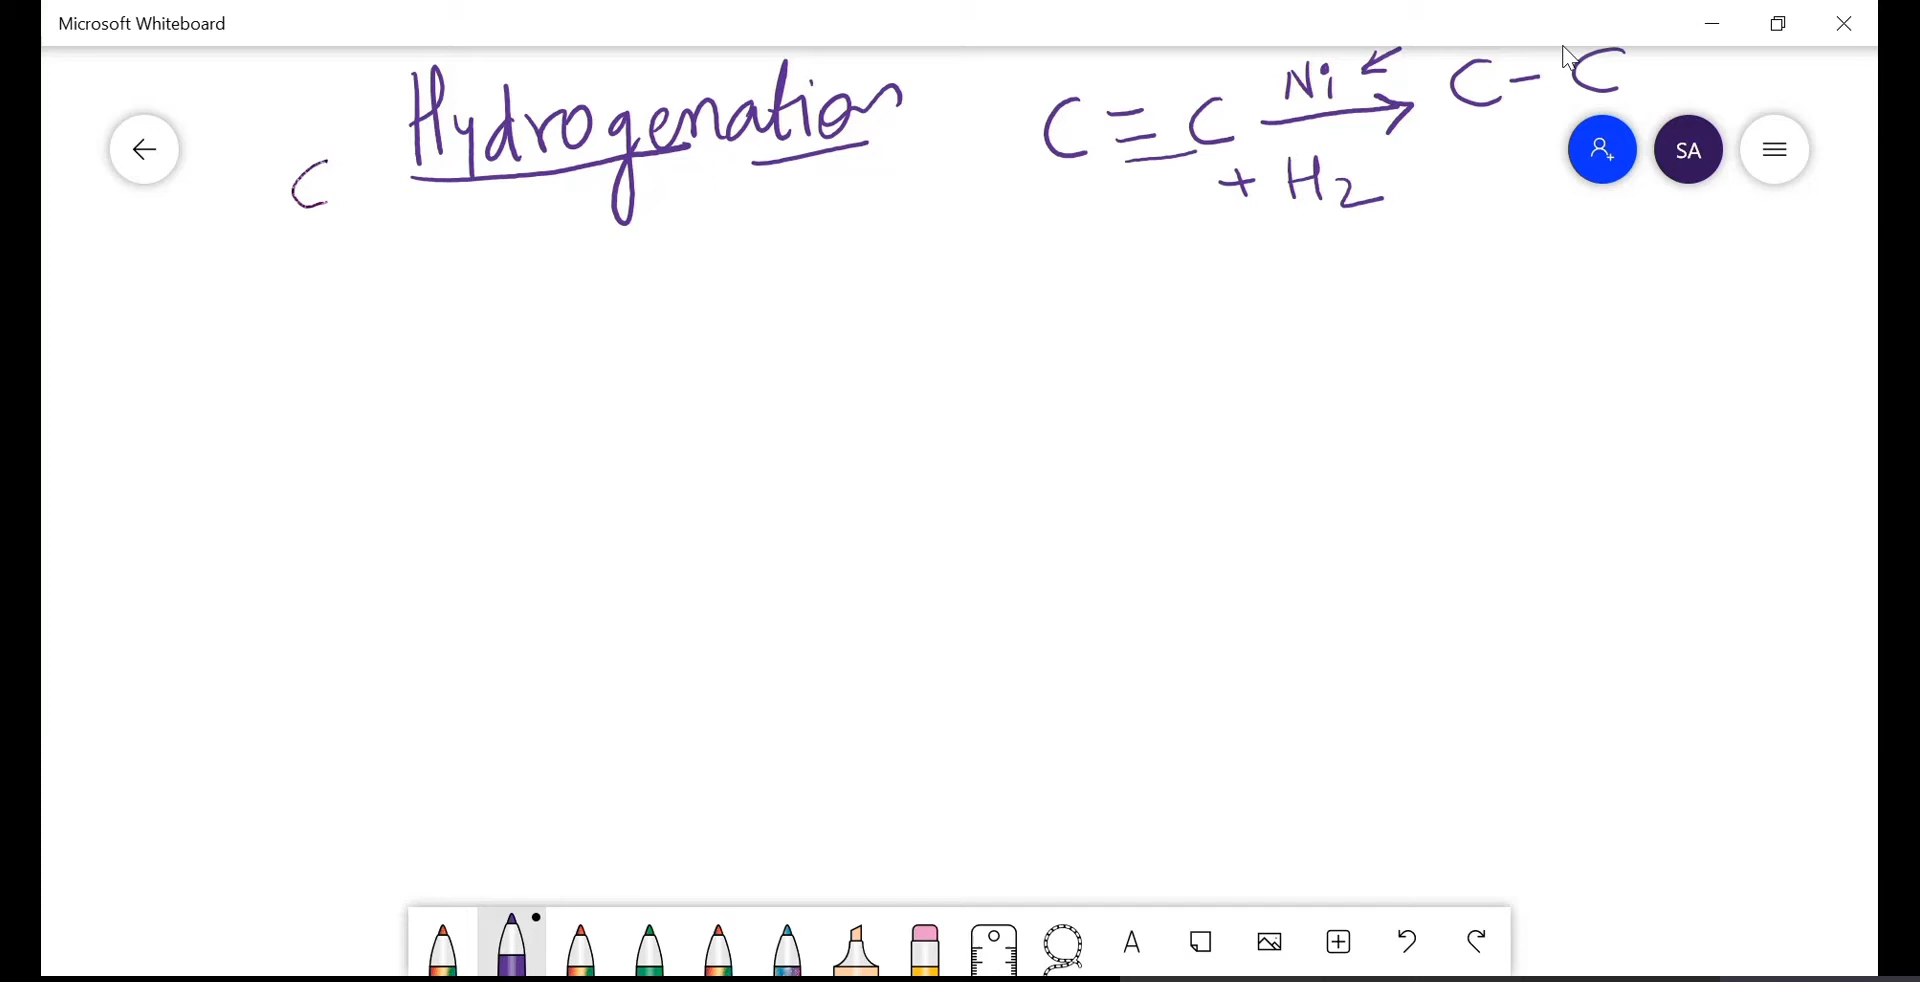 Microsoft Whiteboard
Hydrogenation
C = C Ni → C - C
+ H2
C
SA
A